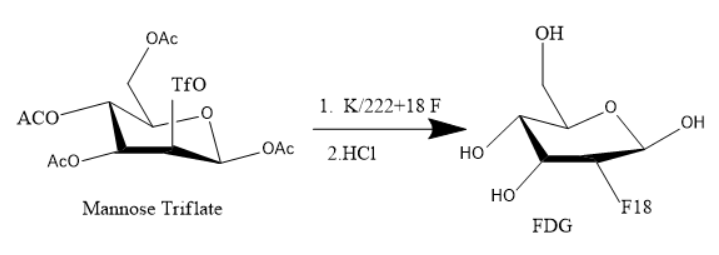 OAc
TfO
O
ACO
AcO
OAc
Mannose Triflate
1. K/222+18 F
2.HCl
OH
O
OH
HO
HO
F18
FDG